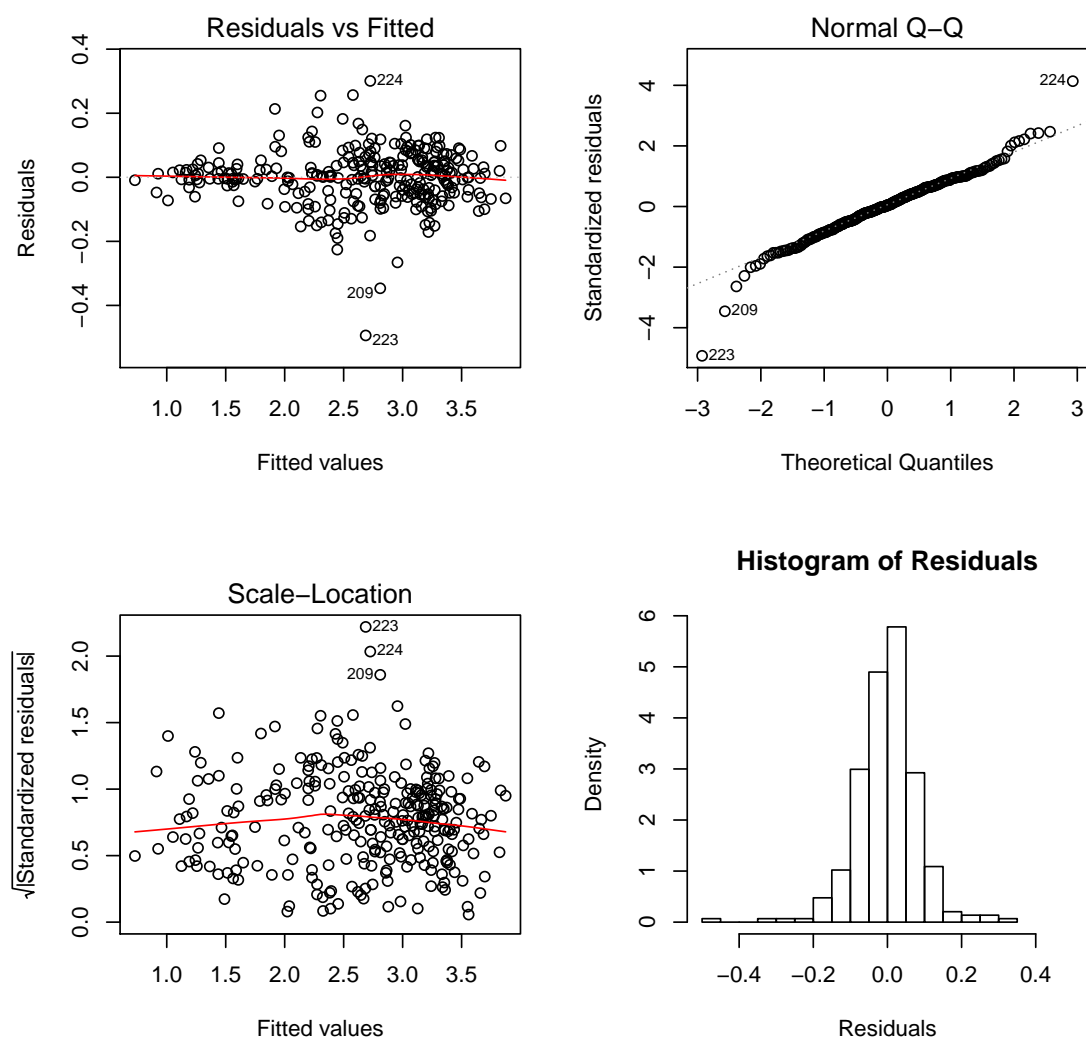 Residuals vs Fitted
0.4
0.2
0.0
−0.2
−0.4
Residuals
224
209
223
1.0 1.5 2.0 2.5 3.0 3.5
Fitted values
Normal Q−Q
4
2
0
−2
−4
Standardized residuals
224
209
223
−3 −2 −1 0 1 2 3
Theoretical Quantiles
Scale−Location
2.0
1.5
1.0
0.5
0.0
√|Standardized residuals|
223
224
209
1.0 1.5 2.0 2.5 3.0 3.5
Fitted values
Histogram of Residuals
6
5
4
3
2
1
0
Density
−0.4 −0.2 0.0 0.2 0.4
Residuals